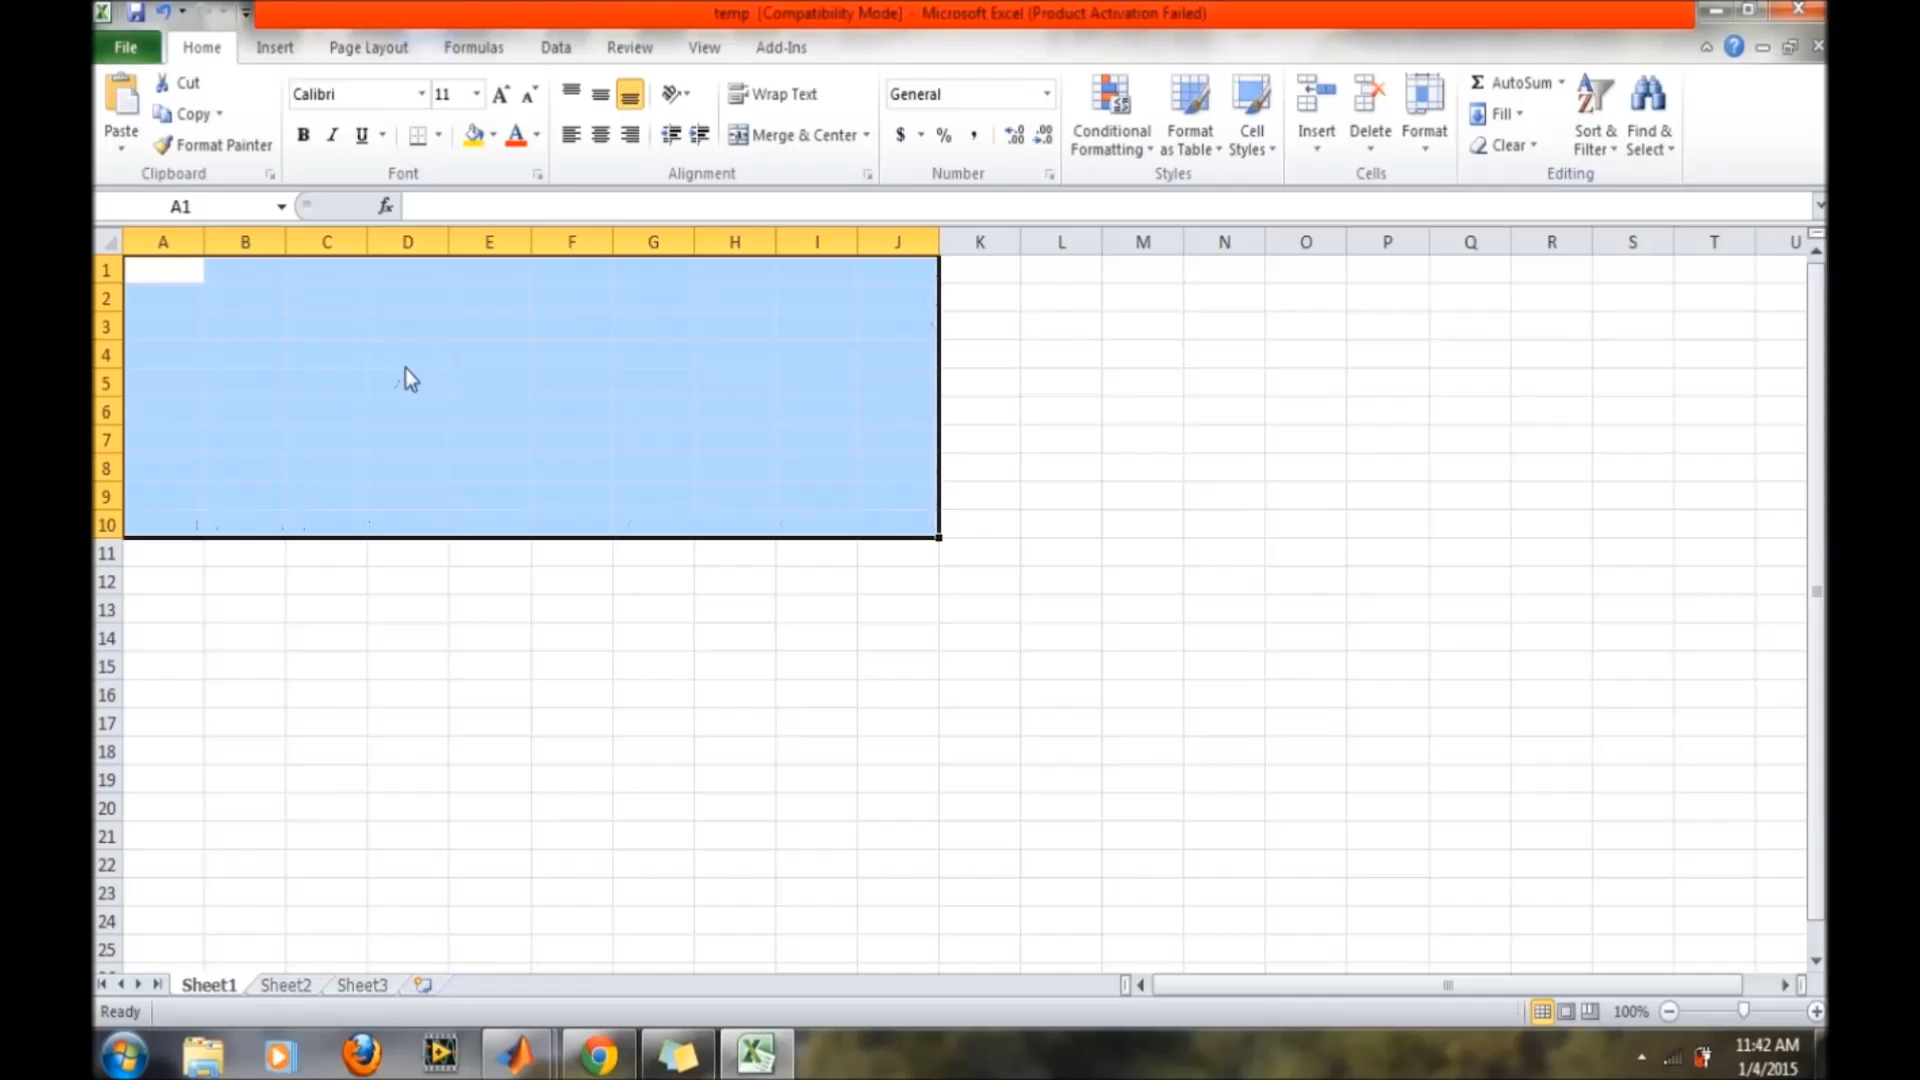 temp [Compatibility Mode] - Microsoft Excel (Product Activation Failed)
File Home Insert Page Layout Formulas Data Review View Add-Ins
Paste Cut Copy Format Painter
Calibri 11
B I U A
Wrap Text
Merge & Center
General
$ % ,
Conditional Formatting Format as Table Cell Styles
Insert Delete Format
Σ AutoSum Fill Clear
Sort & Filter Find & Select
Clipboard Font Alignment Number Styles Cells Editing
A1 fx
A B C D E F G H I J K L M N O P Q R S T U
1
2
3
4
5
6
7
8
9
10
11
12
13
14
15
16
17
18
19
20
21
22
23
24
25
Sheet1 Sheet2 Sheet3
Ready 100%
11:42 AM
1/4/2015